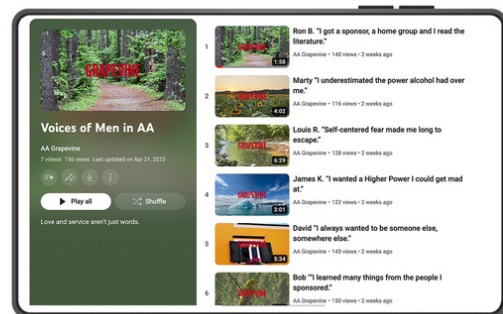 GRAPEVINE
Voices of Men in AA
AA Grapevine
7 videos 156 views Last updated on Apr 21, 2023
Play all
Shuffle
Love and service aren't just words.
1
GRAPEVINE
1:58
Ron B. "I got a sponsor, a home group and I read the
literature."
AA Grapevine • 140 views • 2 weeks ago
2
GRAPEVINE
4:02
Marty "I underestimated the power alcohol had over
me."
AA Grapevine • 116 views • 2 weeks ago
3
GRAPEVINE
6:29
Louis R. "Self-centered fear made me long to
escape."
AA Grapevine • 128 views • 2 weeks ago
4
GRAPEVINE
3:01
James K. "I wanted a Higher Power I could get mad
at."
AA Grapevine • 122 views • 2 weeks ago
5
GRAPEVINE
5:34
David "I always wanted to be someone else,
somewhere else."
AA Grapevine • 143 views • 2 weeks ago
6
GRAPEVINE
Bob "I learned many things from the people I
sponsored."
AA Grapevine • 150 views • 2 weeks ago